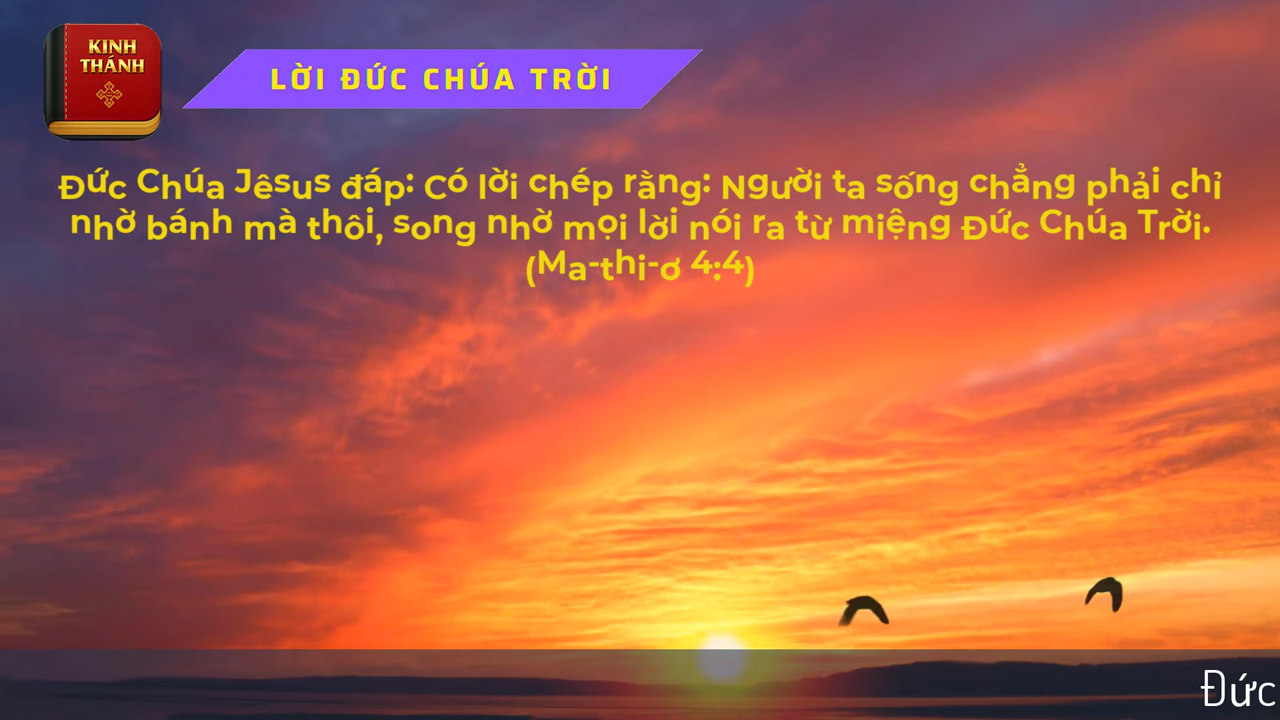 KINH
THÁNH
LỜI ĐỨC CHÚA TRỜI
Đức Chúa Jêsus đáp: Có lời chép rằng: Người ta sống chẳng phải chỉ
nhờ bánh mà thôi, song nhờ mọi lời nói ra từ miệng Đức Chúa Trời.
(Ma-thi-ơ 4:4)
Đức